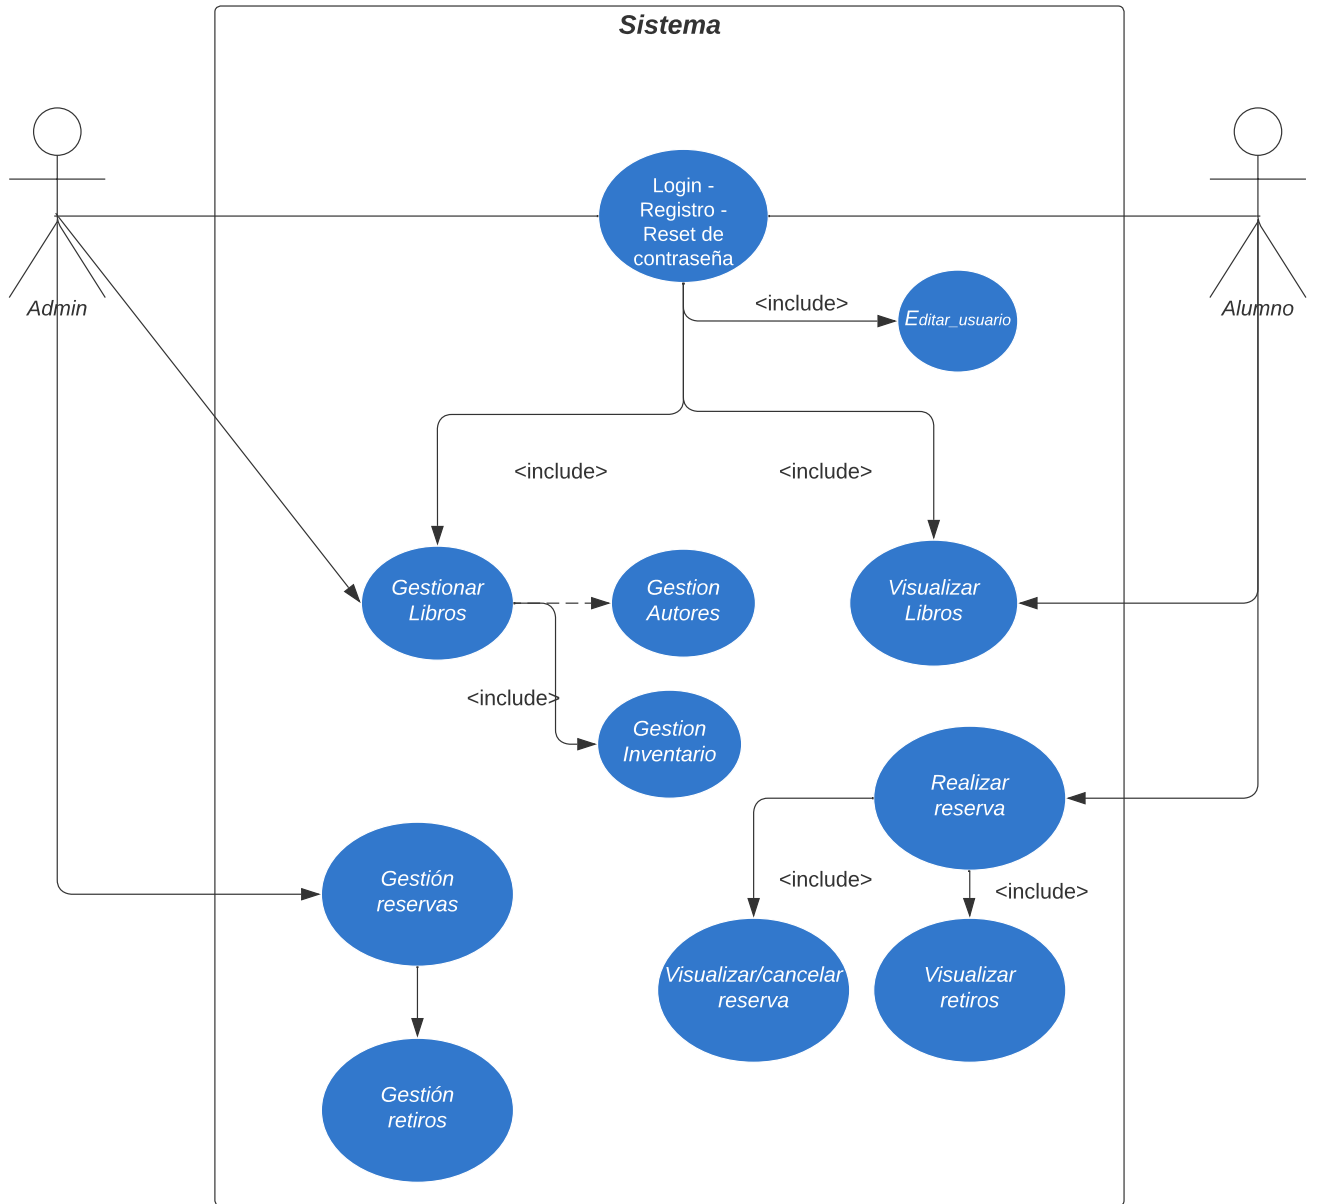 Sistema
Login -
Registro -
Reset de
contraseña
Admin
Alumno
<include>
Editar_usuario
<include>
<include>
Gestionar
Libros
Gestion
Autores
Visualizar
Libros
<include>
Gestion
Inventario
Realizar
reserva
Gestión
reservas
<include>
<include>
Visualizar/cancelar
reserva
Visualizar
retiros
Gestión
retiros